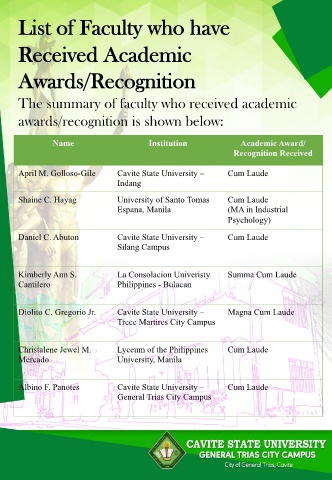 List of Faculty who have
Received Academic
Awards/Recognition
The summary of faculty who received academic
awards/recognition is shown below:
Name Institution Academic Award/
Recognition Received
April M. Golloso-Gile Cavite State University – Cum Laude
Indang
Shaine C. Hayag University of Santo Tomas Cum Laude
Espana, Manila (MA in Industrial
Psychology)
Daniel C. Abuton Cavite State University – Cum Laude
Silang Campus
Kimberly Ann S. La Consolacion Univeristy Summa Cum Laude
Cantilero Philippines - Bulacan
Diolito C. Gregorio Jr. Cavite State University – Magna Cum Laude
Trece Martires City Campus
Christalene Jewel M. Lyceum of the Philippines Cum Laude
Mercado University, Manila
Albino F. Panotes Cavite State University – Cum Laude
General Trias City Campus
CAVITE STATE UNIVERSITY
GENERAL TRIAS CITY CAMPUS
City of General Trias, Cavite